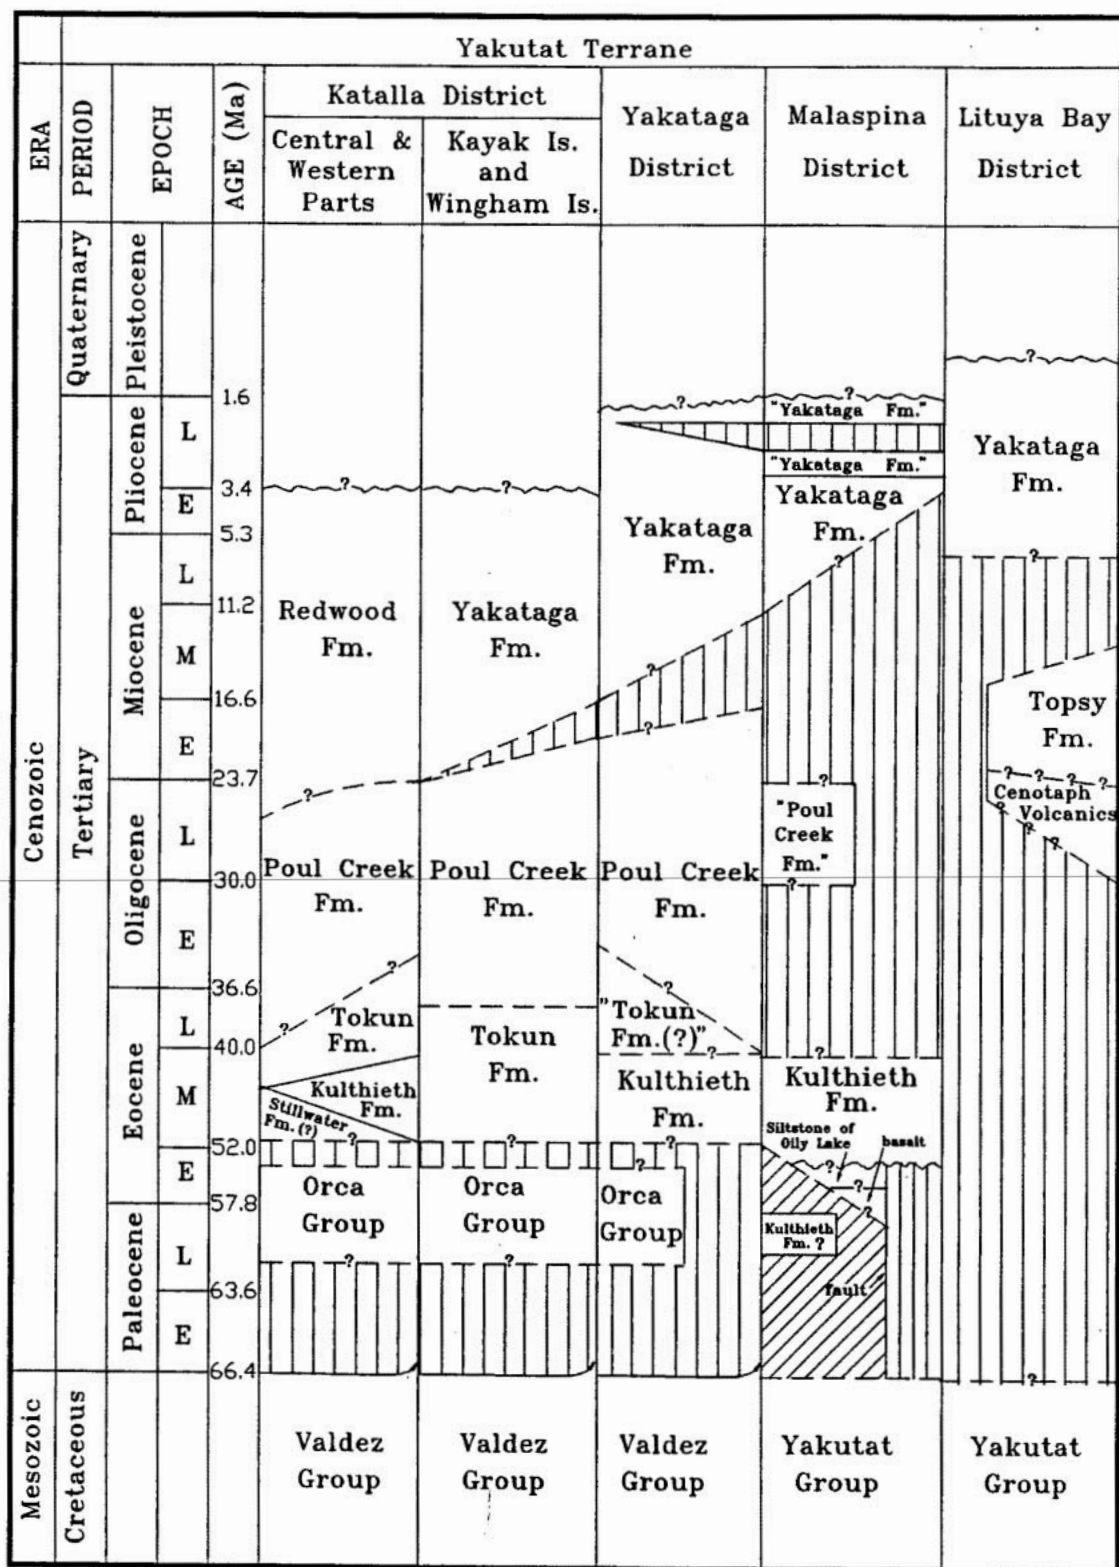 Yakutat Terrane
ERA
PERIOD
EPOCH
AGE (Ma)
Katalla District
Central &
Western
Parts
Kayak Is.
and
Wingham Is.
Yakataga
District
Malaspina
District
Lituya Bay
District
Cenozoic
Mesozoic
Quaternary
Tertiary
Cretaceous
Pleistocene
Pliocene
Miocene
Oligocene
Eocene
Paleocene
L
E
L
M
E
L
E
L
M
E
L
E
1.6
3.4
5.3
11.2
16.6
23.7
30.0
36.6
40.0
52.0
57.8
63.6
66.4
?
Redwood
Fm.
?
Poul Creek
Fm.
?
?
Tokun
Fm.
Kulthieth
Fm.
Stillwater
Fm.(?)
?
Orca
Group
?
Valdez
Group
?
Yakataga
Fm.
Poul Creek
Fm.
Tokun
Fm.
?
Orca
Group
?
Valdez
Group
?
Yakataga
Fm.
?
?
Poul Creek
Fm.
?
"Tokun
Fm.(?)"
?
Kulthieth
Fm.
?
?
Orca
Group
?
Valdez
Group
?
"Yakataga Fm."
"Yakataga Fm."
Yakataga
Fm.
?
?
"Poul
Creek
Fm."
?
?
Kulthieth
Fm.
Siltstone of
Oily Lake
basalt
?
?
?
Kulthieth
Fm. ?
fault
Yakutat
Group
?
Yakataga
Fm.
?
Topsy
Fm.
? ? ? ?
Cenotaph
Volcanics
? ? ?
?
Yakutat
Group